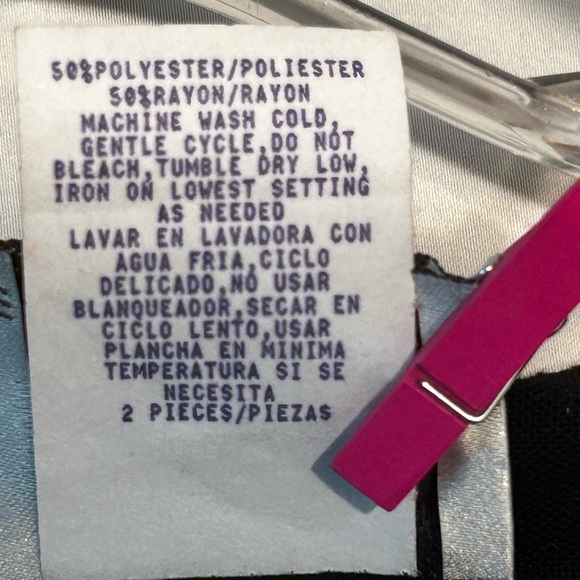 50%POLYESTER/POLIESTER
50%RAYON/RAYON
MACHINE WASH COLD,
GENTLE CYCLE,DO NOT
BLEACH,TUMBLE DRY LOW,
IRON ON LOWEST SETTING
AS NEEDED
LAVAR EN LAVADORA CON
AGUA FRIA,CICLO
DELICADO,NO USAR
BLANQUEADOR,SECAR EN
CICLO LENTO,USAR
PLANCHA EN MINIMA
TEMPERATURA SI SE
NECESITA
2 PIECES/PIEZAS